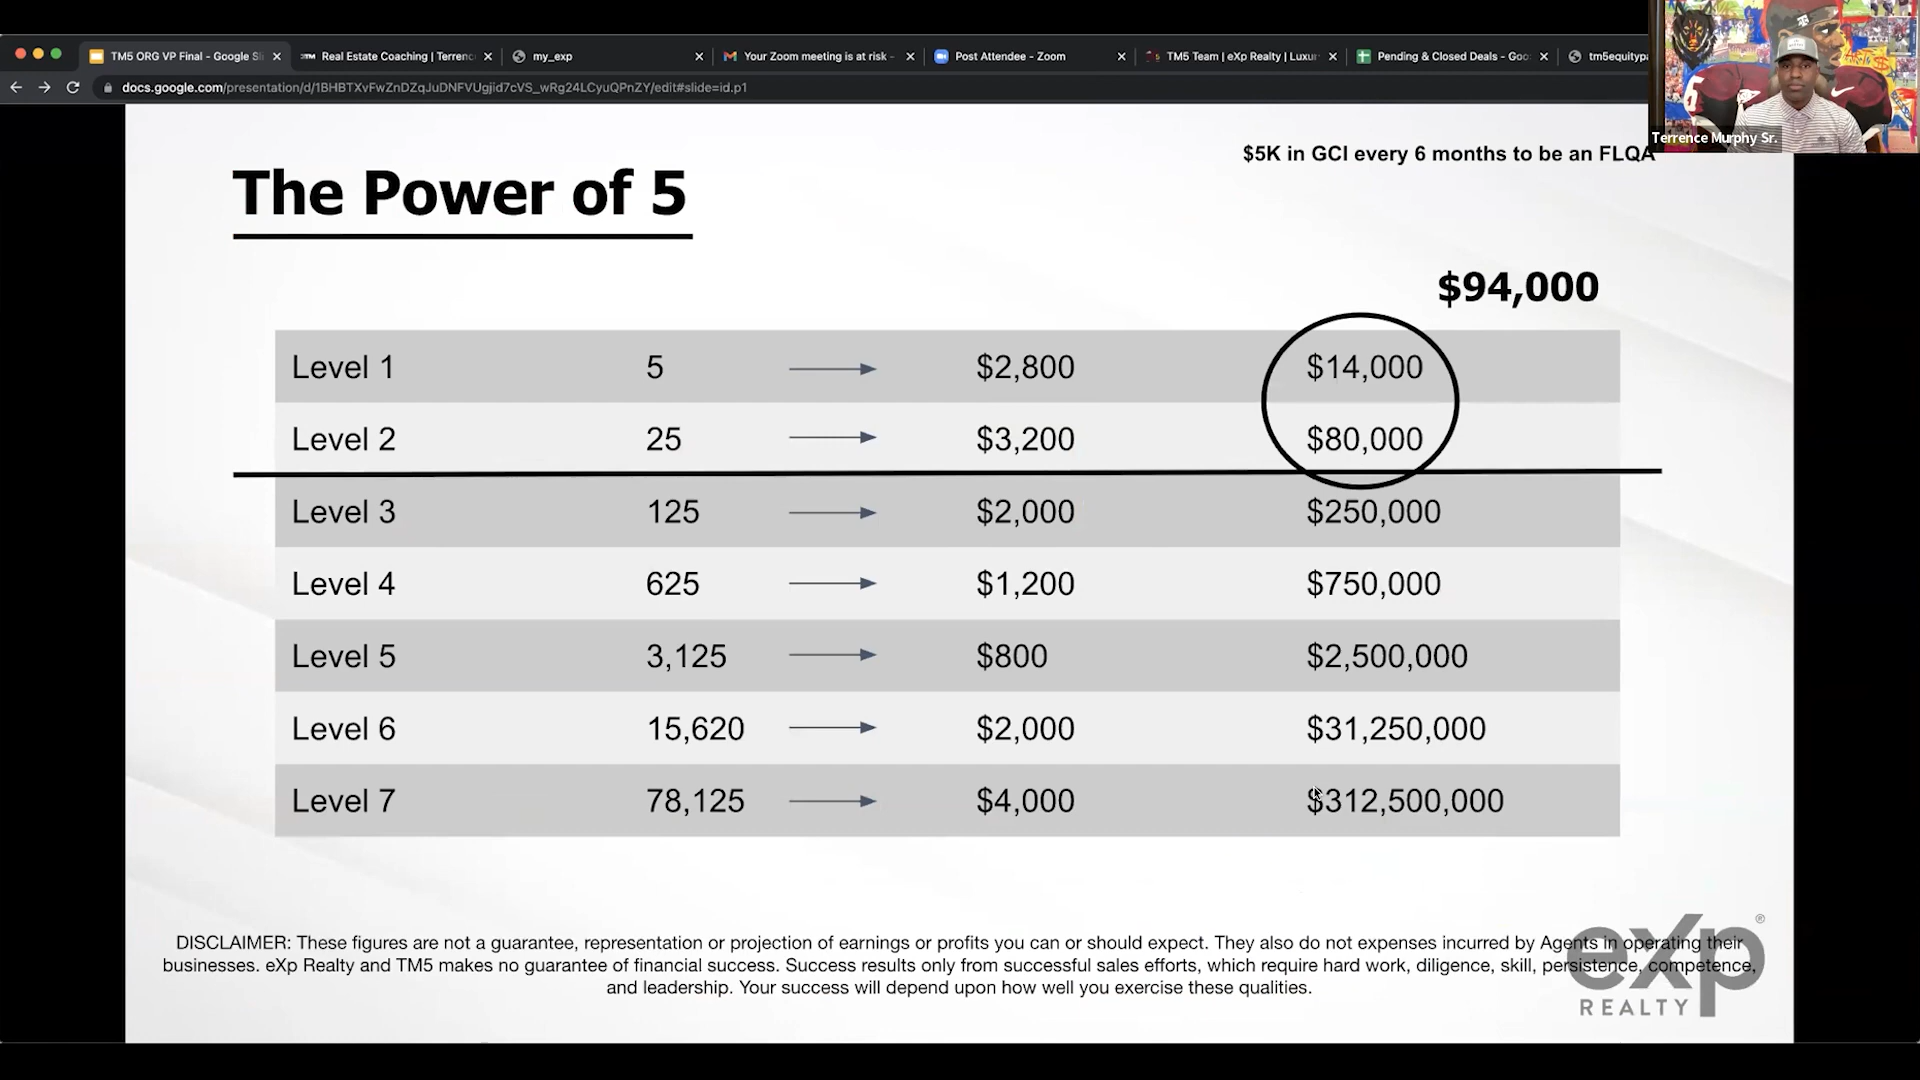 TM5 ORG VP Final - Google Sli
Real Estate Coaching | Terrenc
my_exp
Your Zoom meeting is at risk -
Post Attendee - Zoom
TM5 Team | eXp Realty | Luxur
Pending & Closed Deals - Goo
tm5equitypa
docs.google.com/presentation/d/1BHBTXvFwZnDZqJuDNFVUgjid7cVS_wRg24LCyuQPnZY/edit#slide=id.p1
Terrence Murphy Sr.
$5K in GCI every 6 months to be an FLQA
The Power of 5
$94,000
Level 1 5 $2,800 $14,000
Level 2 25 $3,200 $80,000
Level 3 125 $2,000 $250,000
Level 4 625 $1,200 $750,000
Level 5 3,125 $800 $2,500,000
Level 6 15,620 $2,000 $31,250,000
Level 7 78,125 $4,000 $312,500,000
DISCLAIMER: These figures are not a guarantee, representation or projection of earnings or profits you can or should expect. They also do not expenses incurred by Agents in operating their
businesses. eXp Realty and TM5 makes no guarantee of financial success. Success results only from successful sales efforts, which require hard work, diligence, skill, persistence, competence,
and leadership. Your success will depend upon how well you exercise these qualities.
eXp®
REALTY